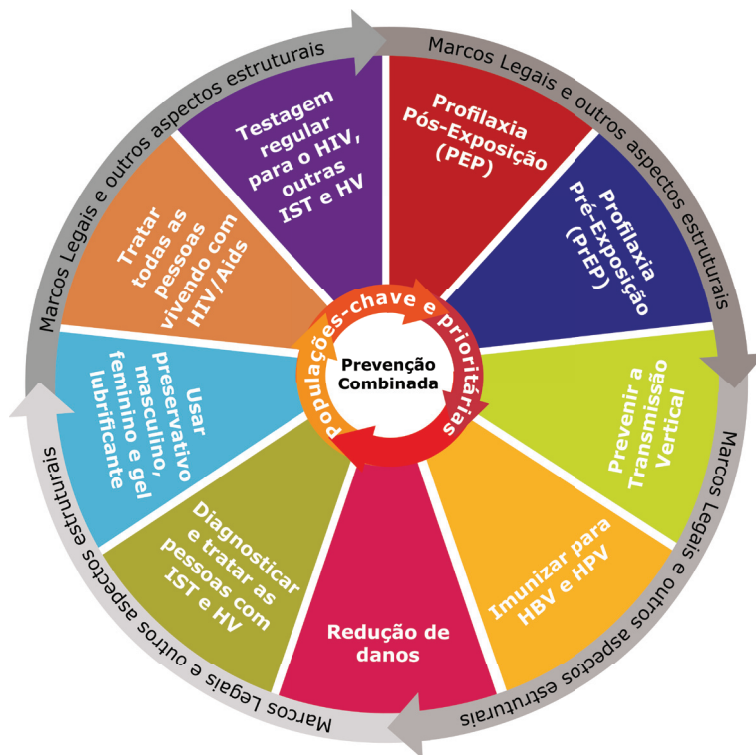 Marcos Legais e outros aspectos estruturais
Profilaxia
Pós-Exposição
(PEP)
Profilaxia
Pré-Exposição
(PrEP)
Marcos Legais e outros aspectos estruturais
Prevenir a
Transmissão
Vertical
Imunizar para
HBV e HPV
Redução de
danos
Marcos Legais e outros aspectos estruturais
Diagnosticar
e tratar as
pessoas com
IST e HV
Usar
preservativo
masculino,
feminino e gel
lubrificante
Marcos Legais e outros aspectos estruturais
Tratar
todas as
pessoas
vivendo com
HIV/Aids
Testagem
regular
para o HIV,
outras
IST e HV
Populações-chave e prioritárias
Prevenção
Combinada